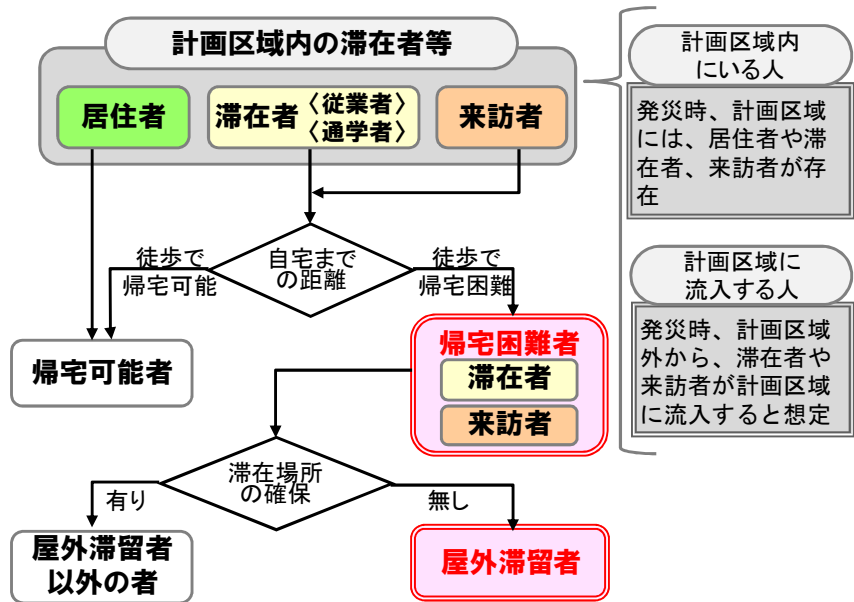 計画区域内の滞在者等
居住者
滞在者〈従業者〉
〈通学者〉
来訪者
自宅まで
の距離
徒歩で
帰宅可能
徒歩で
帰宅困難
帰宅可能者
帰宅困難者
滞在者
来訪者
滞在場所
の確保
有り
無し
屋外滞留者
以外の者
屋外滞留者
計画区域内
にいる人
発災時、計画区域
には、居住者や滞
在者、来訪者が存
在
計画区域に
流入する人
発災時、計画区域
外から、滞在者や
来訪者が計画区域
に流入すると想定